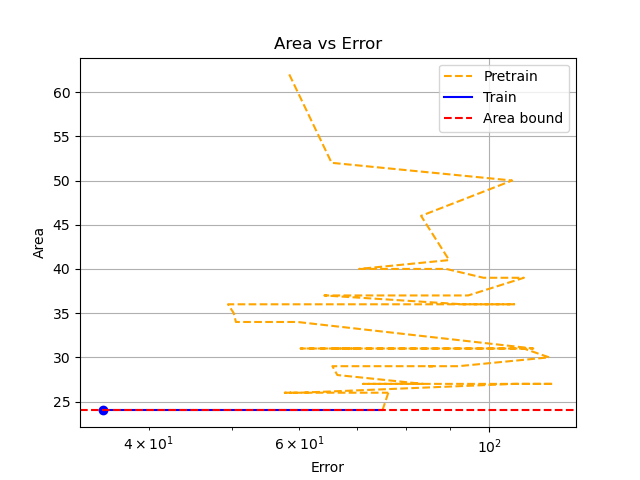 Area vs Error
Pretrain
Train
Area bound
60
55
50
45
40
35
30
25
Area
4 × 10¹
6 × 10¹
10²
Error